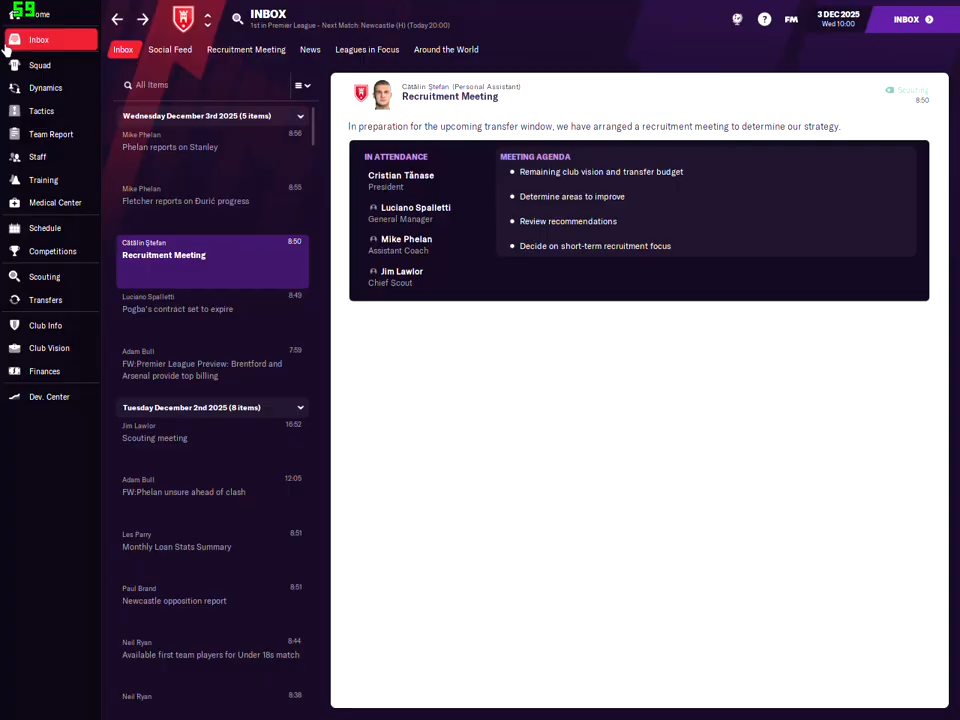 59
ome
INBOX
1st in Premier League - Next Match: Newcastle (H) (Today 20:00)
?
FM
3 DEC 2025
Wed 10:00
INBOX
Inbox
Squad
Dynamics
Tactics
Team Report
Staff
Training
Medical Center
Schedule
Competitions
Scouting
Transfers
Club Info
Club Vision
Finances
Dev. Center
Inbox
Social Feed
Recruitment Meeting
News
Leagues in Focus
Around the World
All Items
Wednesday December 3rd 2025 (5 items)
Mike Phelan 8:56
Phelan reports on Stanley
Mike Phelan 8:55
Fletcher reports on Đurić progress
Cătălin Ștefan 8:50
Recruitment Meeting
Luciano Spalletti 8:49
Pogba's contract set to expire
Adam Bull 7:59
FW:Premier League Preview: Brentford and
Arsenal provide top billing
Tuesday December 2nd 2025 (8 items)
Jim Lawlor 16:52
Scouting meeting
Adam Bull 12:05
FW:Phelan unsure ahead of clash
Les Parry 8:51
Monthly Loan Stats Summary
Paul Brand 8:51
Newcastle opposition report
Neil Ryan 8:44
Available first team players for Under 18s match
Neil Ryan 8:38
Cătălin Ștefan (Personal Assistant)
Recruitment Meeting
Scouting
8:50
In preparation for the upcoming transfer window, we have arranged a recruitment meeting to determine our strategy.
IN ATTENDANCE
Cristian Tănase
President
Luciano Spalletti
General Manager
Mike Phelan
Assistant Coach
Jim Lawlor
Chief Scout
MEETING AGENDA
Remaining club vision and transfer budget
Determine areas to improve
Review recommendations
Decide on short-term recruitment focus